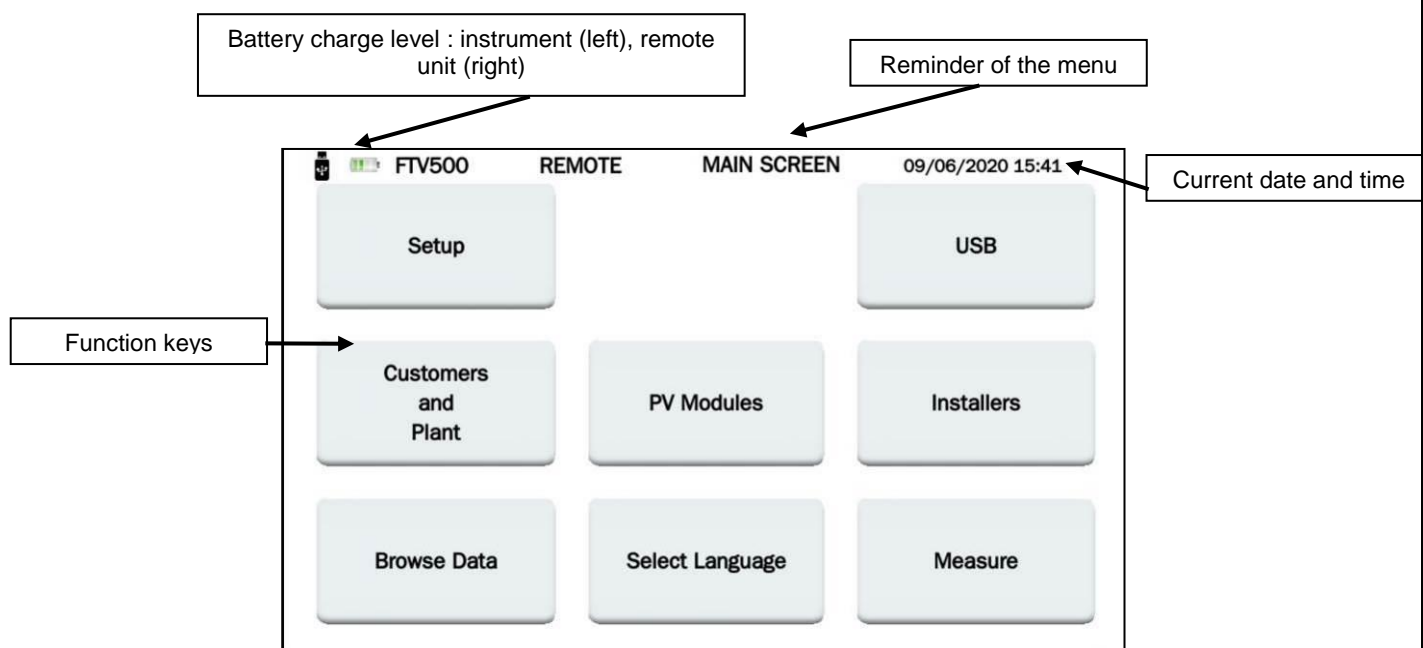 Battery charge level : instrument (left), remote
unit (right)
Reminder of the menu
FTV500 REMOTE MAIN SCREEN 09/06/2020 15:41
Current date and time
Setup
USB
Function keys
Customers
and
Plant
PV Modules
Installers
Browse Data
Select Language
Measure